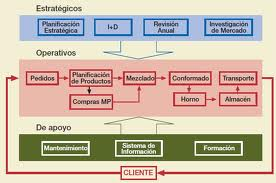 Estratégicos
Planificación
Estratégica
I+D
Revisión
Anual
Investigación
de Mercado
Operativos
Pedidos
Planificación
de Productos
Compras MP
Mezclado
Conformado
Horno
Transporte
Almacén
De apoyo
Mantenimiento
Sistema de
Información
Formación
CLIENTE